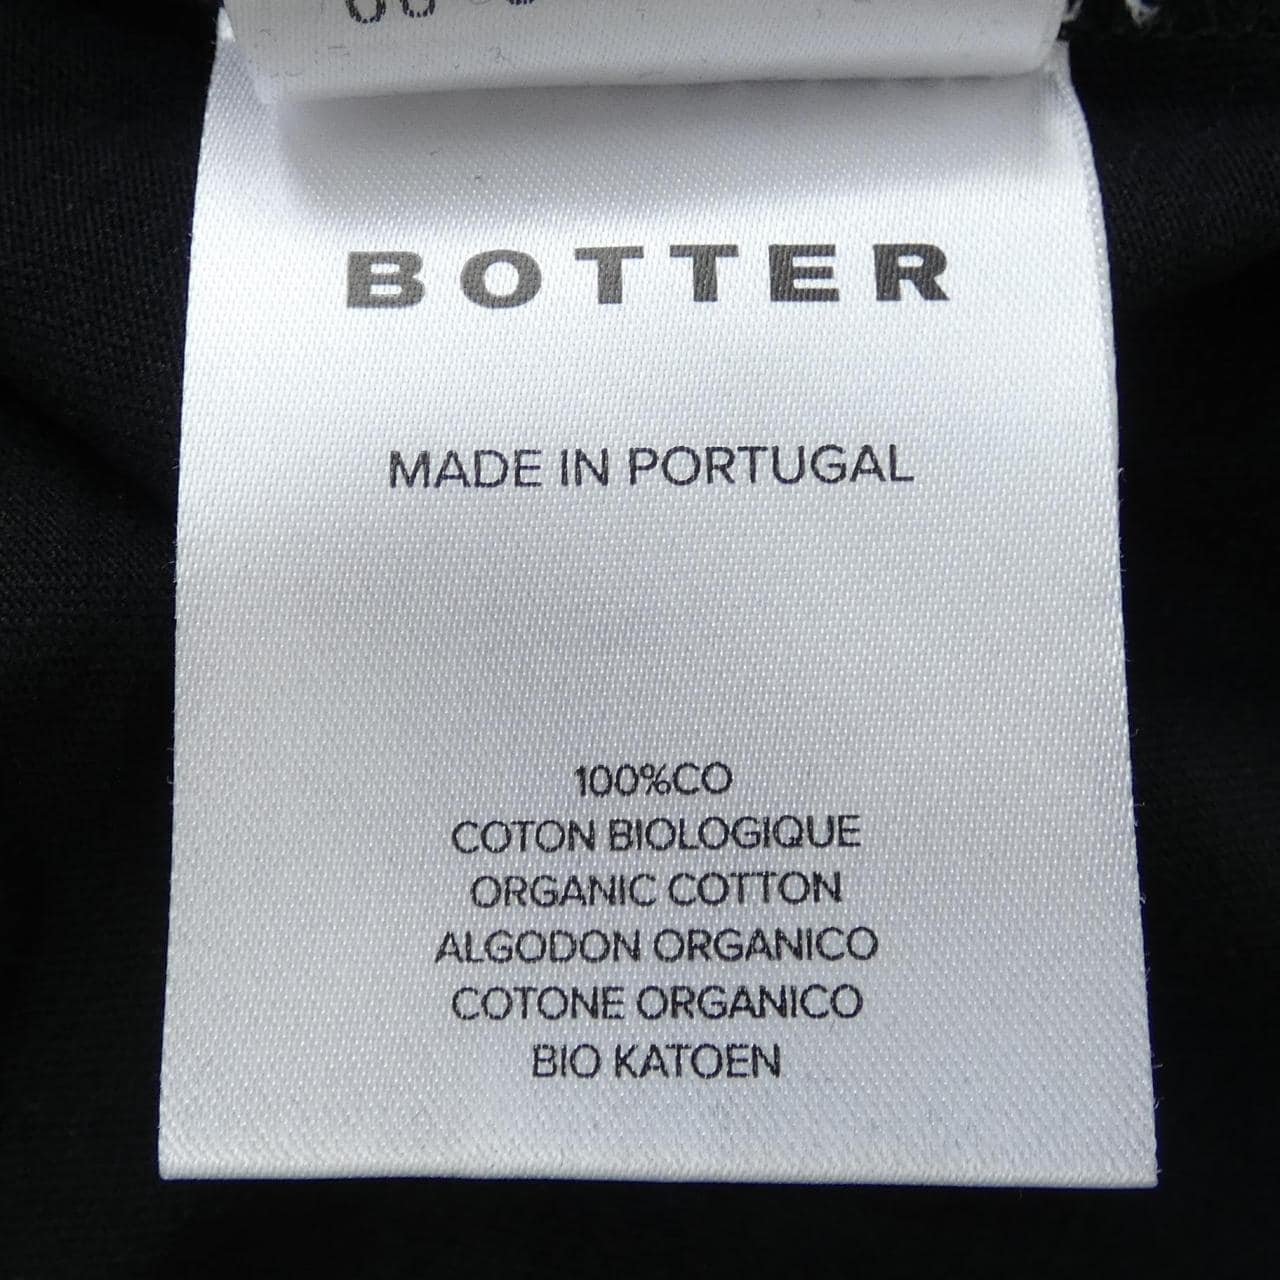 BOTTER
MADE IN PORTUGAL
100%CO
COTON BIOLOGIQUE
ORGANIC COTTON
ALGODON ORGANICO
COTONE ORGANICO
BIO KATOEN